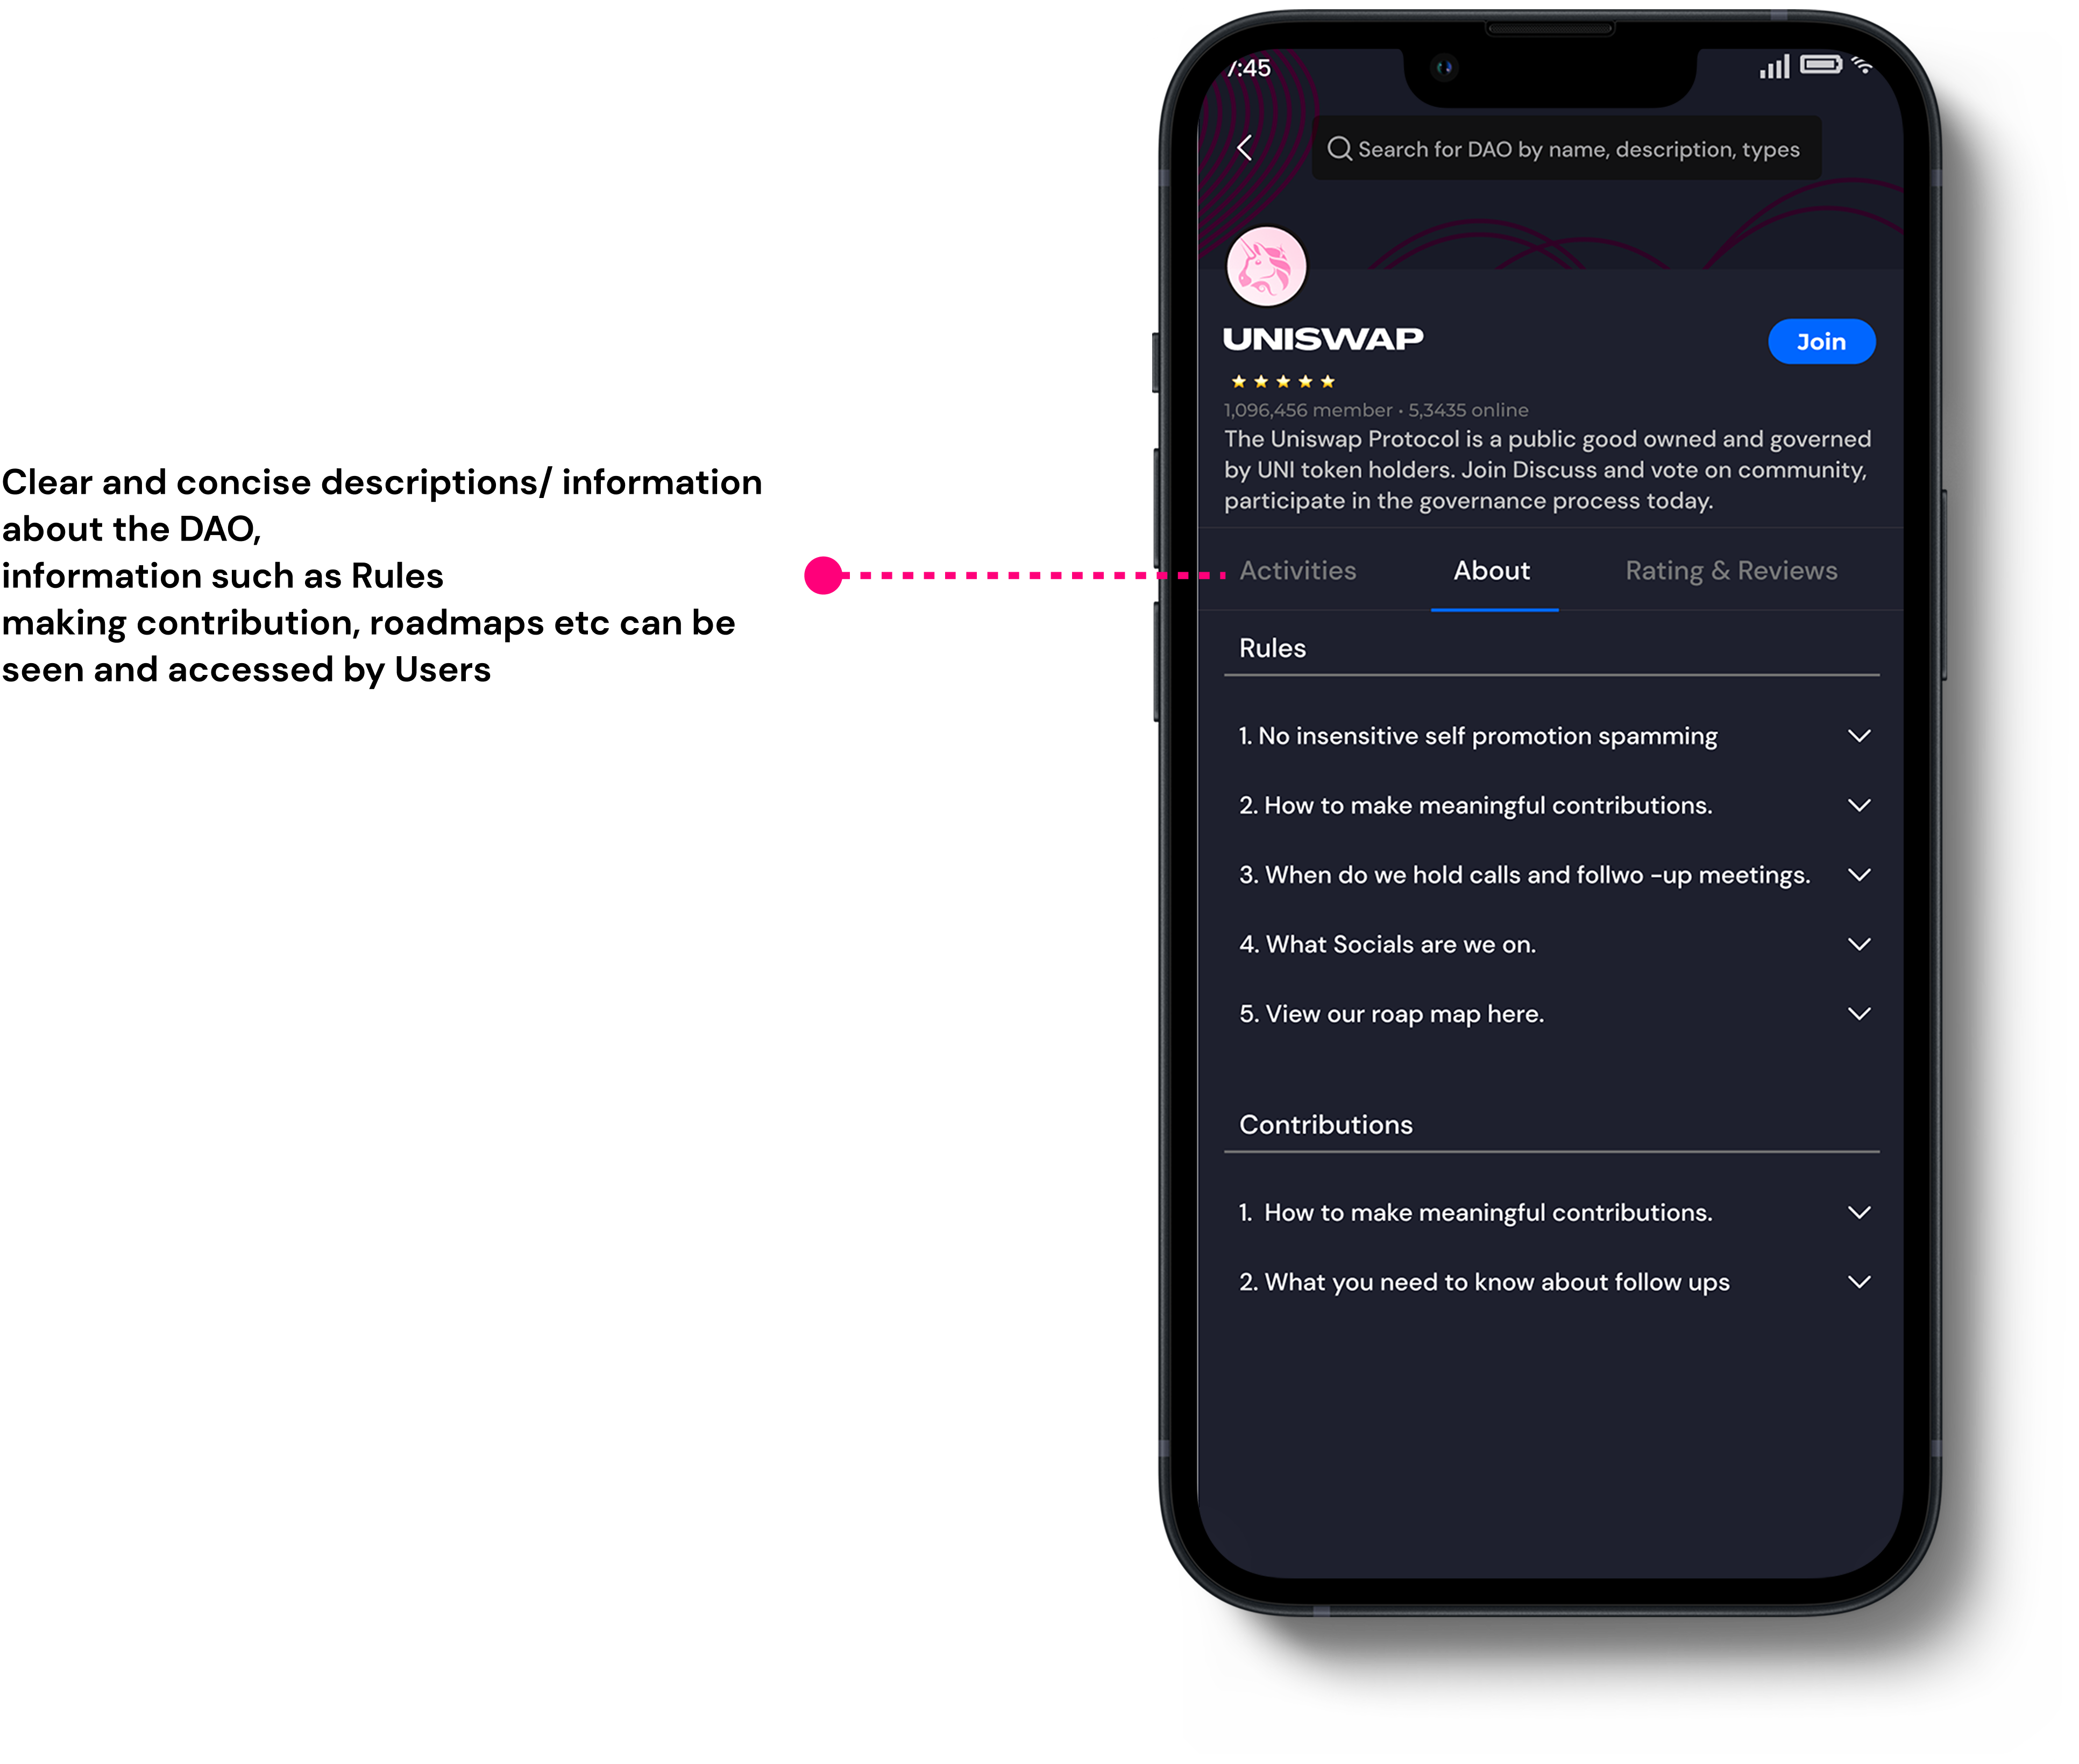 Clear and concise descriptions/ information
about the DAO,
information such as Rules
making contribution, roadmaps etc can be
seen and accessed by Users
7:45
Search for DAO by name, description, types
UNISWAP
Join
1,096,456 member • 5,3435 online
The Uniswap Protocol is a public good owned and governed
by UNI token holders. Join Discuss and vote on community,
participate in the governance process today.
Activities About Rating & Reviews
Rules
1. No insensitive self promotion spamming
2. How to make meaningful contributions.
3. When do we hold calls and follwo -up meetings.
4. What Socials are we on.
5. View our roap map here.
Contributions
1. How to make meaningful contributions.
2. What you need to know about follow ups